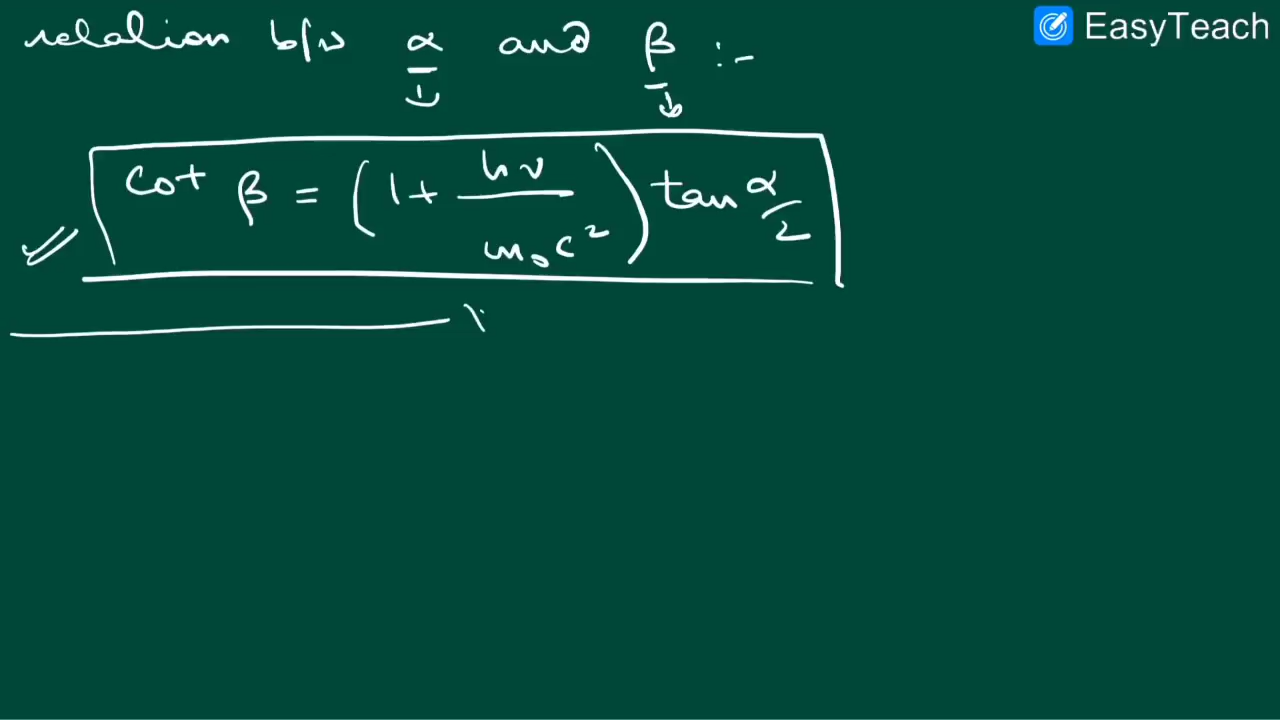 EasyTeach
relation b/w α and β :-
cot β = (1 + hν / m₀c²) tan α/2